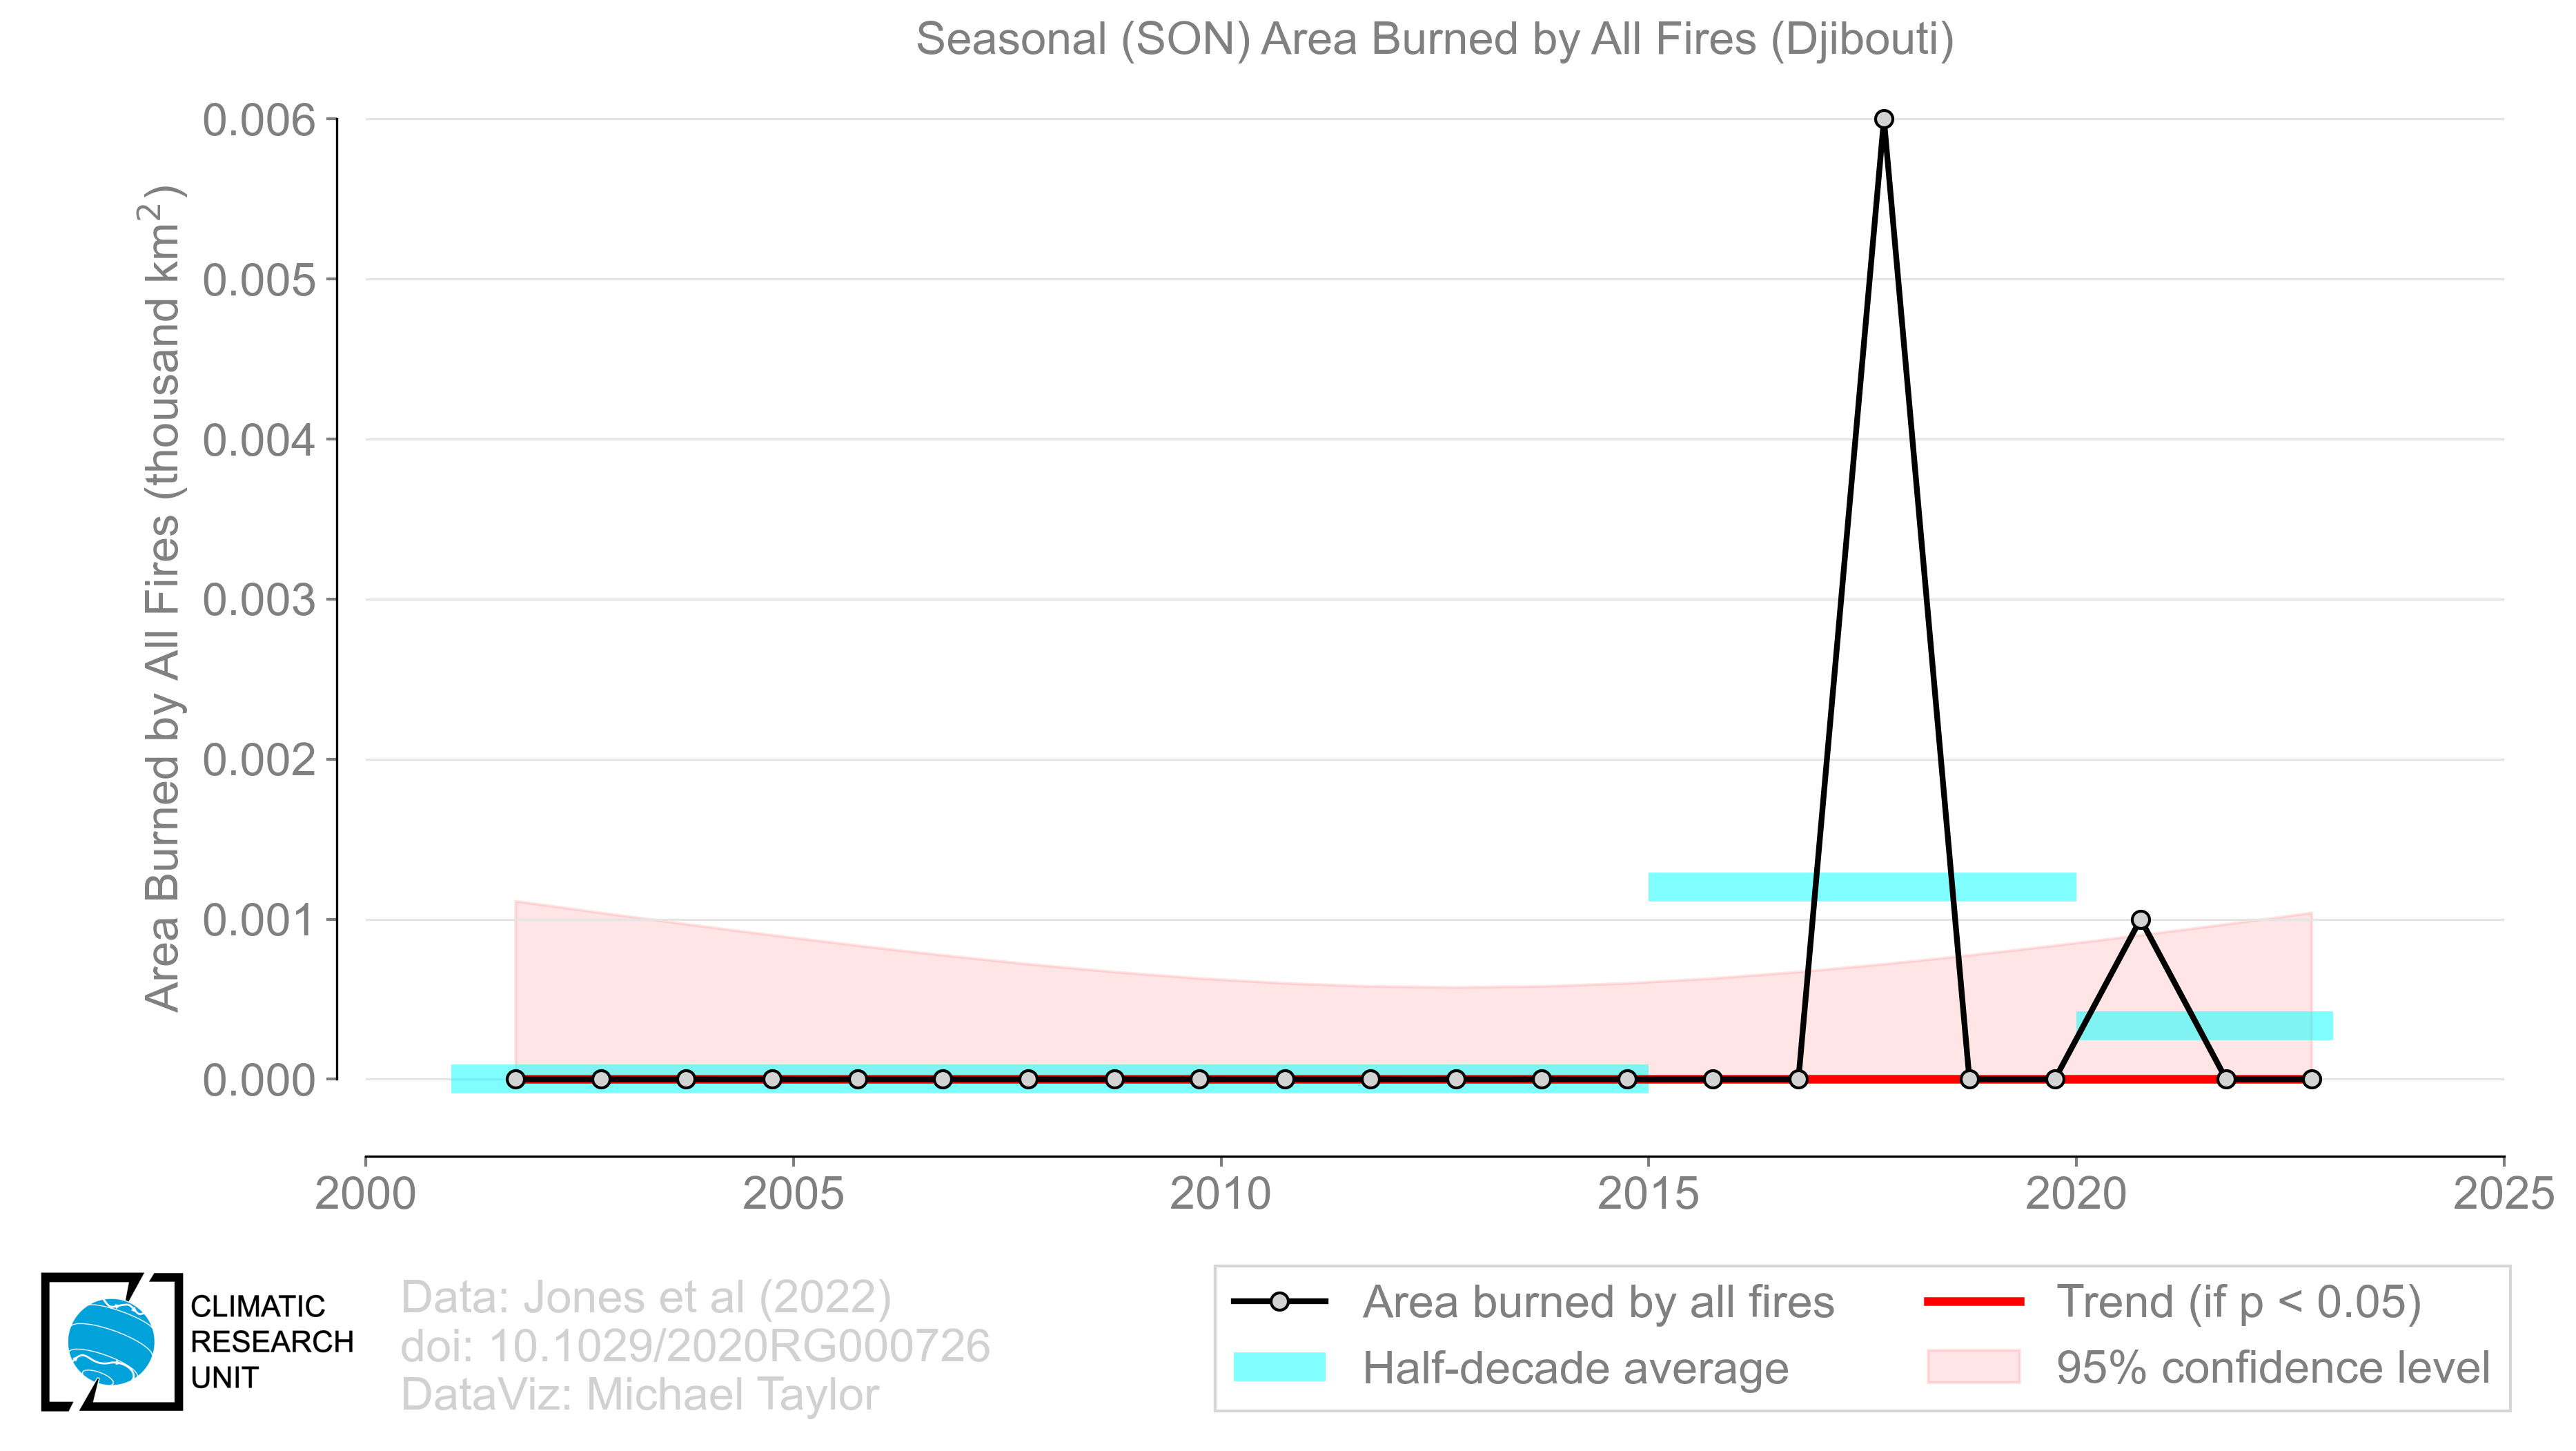 Seasonal (SON) Area Burned by All Fires (Djibouti)
Area Burned by All Fires (thousand km²)
0.006
0.005
0.004
0.003
0.002
0.001
0.000
2000 2005 2010 2015 2020 2025
CLIMATIC
RESEARCH
UNIT
Data: Jones et al (2022)
doi: 10.1029/2020RG000726
DataViz: Michael Taylor
Area burned by all fires
Half-decade average
Trend (if p < 0.05)
95% confidence level